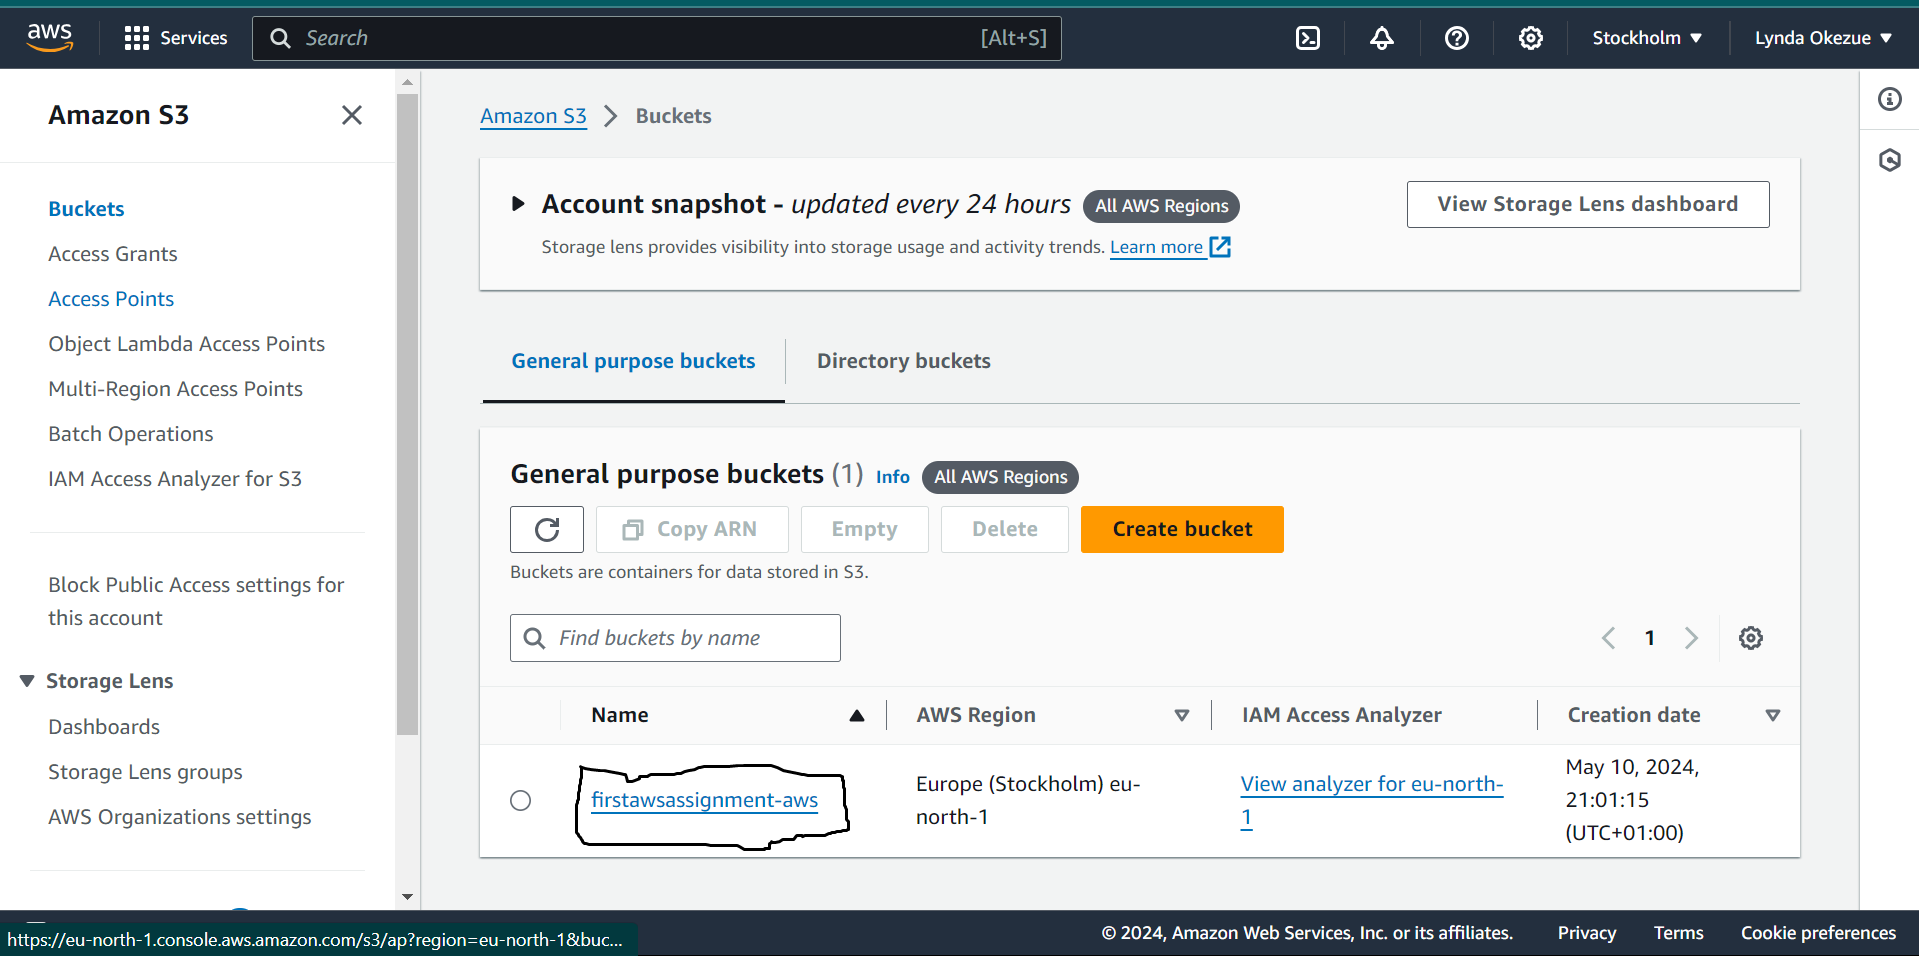 aws
Services
Search
[Alt+S]
Stockholm
Lynda Okezue
Amazon S3
Buckets
Access Grants
Access Points
Object Lambda Access Points
Multi-Region Access Points
Batch Operations
IAM Access Analyzer for S3
Block Public Access settings for
this account
Storage Lens
Dashboards
Storage Lens groups
AWS Organizations settings
Amazon S3
Buckets
Account snapshot - updated every 24 hours
All AWS Regions
Storage lens provides visibility into storage usage and activity trends. Learn more
View Storage Lens dashboard
General purpose buckets
Directory buckets
General purpose buckets (1)
Info
All AWS Regions
Copy ARN
Empty
Delete
Create bucket
Buckets are containers for data stored in S3.
Find buckets by name
1
Name
AWS Region
IAM Access Analyzer
Creation date
firstawsassignment-aws
Europe (Stockholm) eu-
north-1
View analyzer for eu-north-
1
May 10, 2024,
21:01:15
(UTC+01:00)
https://eu-north-1.console.aws.amazon.com/s3/ap?region=eu-north-1&buc...
© 2024, Amazon Web Services, Inc. or its affiliates.
Privacy
Terms
Cookie preferences